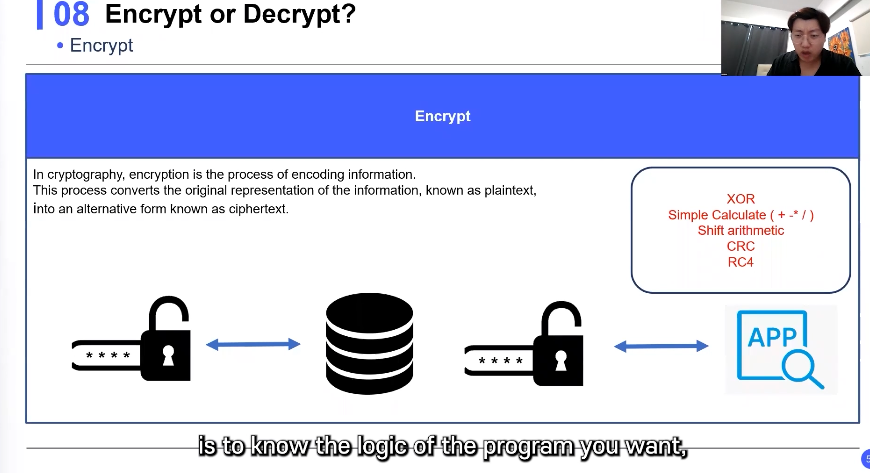 08 Encrypt or Decrypt?
• Encrypt
Encrypt
In cryptography, encryption is the process of encoding information.
This process converts the original representation of the information, known as plaintext,
into an alternative form known as ciphertext.
XOR
Simple Calculate ( + -* / )
Shift arithmetic
CRC
RC4
* * * *
* * * *
APP
is to know the logic of the program you want,